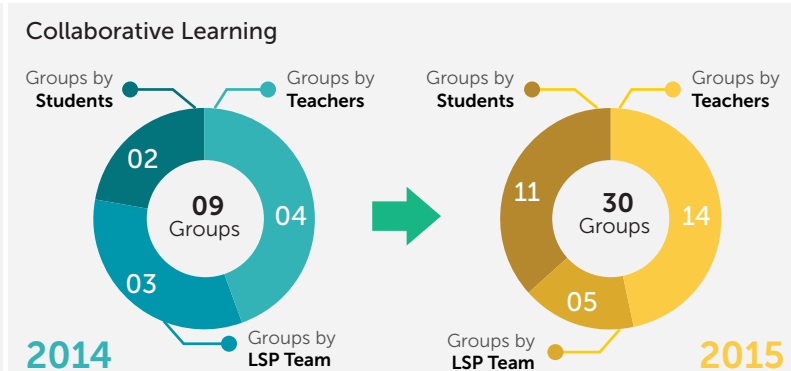 Collaborative Learning
Groups by
Students
Groups by
Teachers
02
09
Groups
04
03
Groups by
LSP Team
2014
Groups by
Students
Groups by
Teachers
11
30
Groups
14
05
Groups by
LSP Team
2015